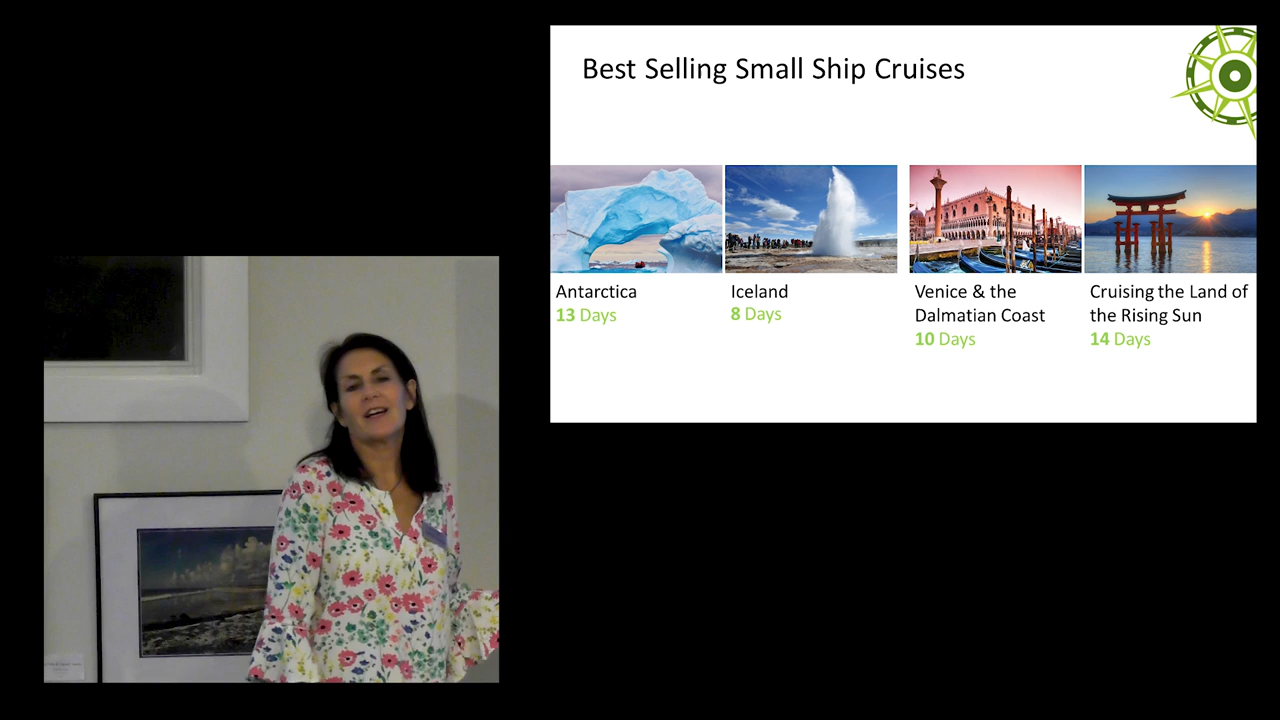 Best Selling Small Ship Cruises
Antarctica
13 Days
Iceland
8 Days
Venice & the
Dalmatian Coast
10 Days
Cruising the Land of
the Rising Sun
14 Days